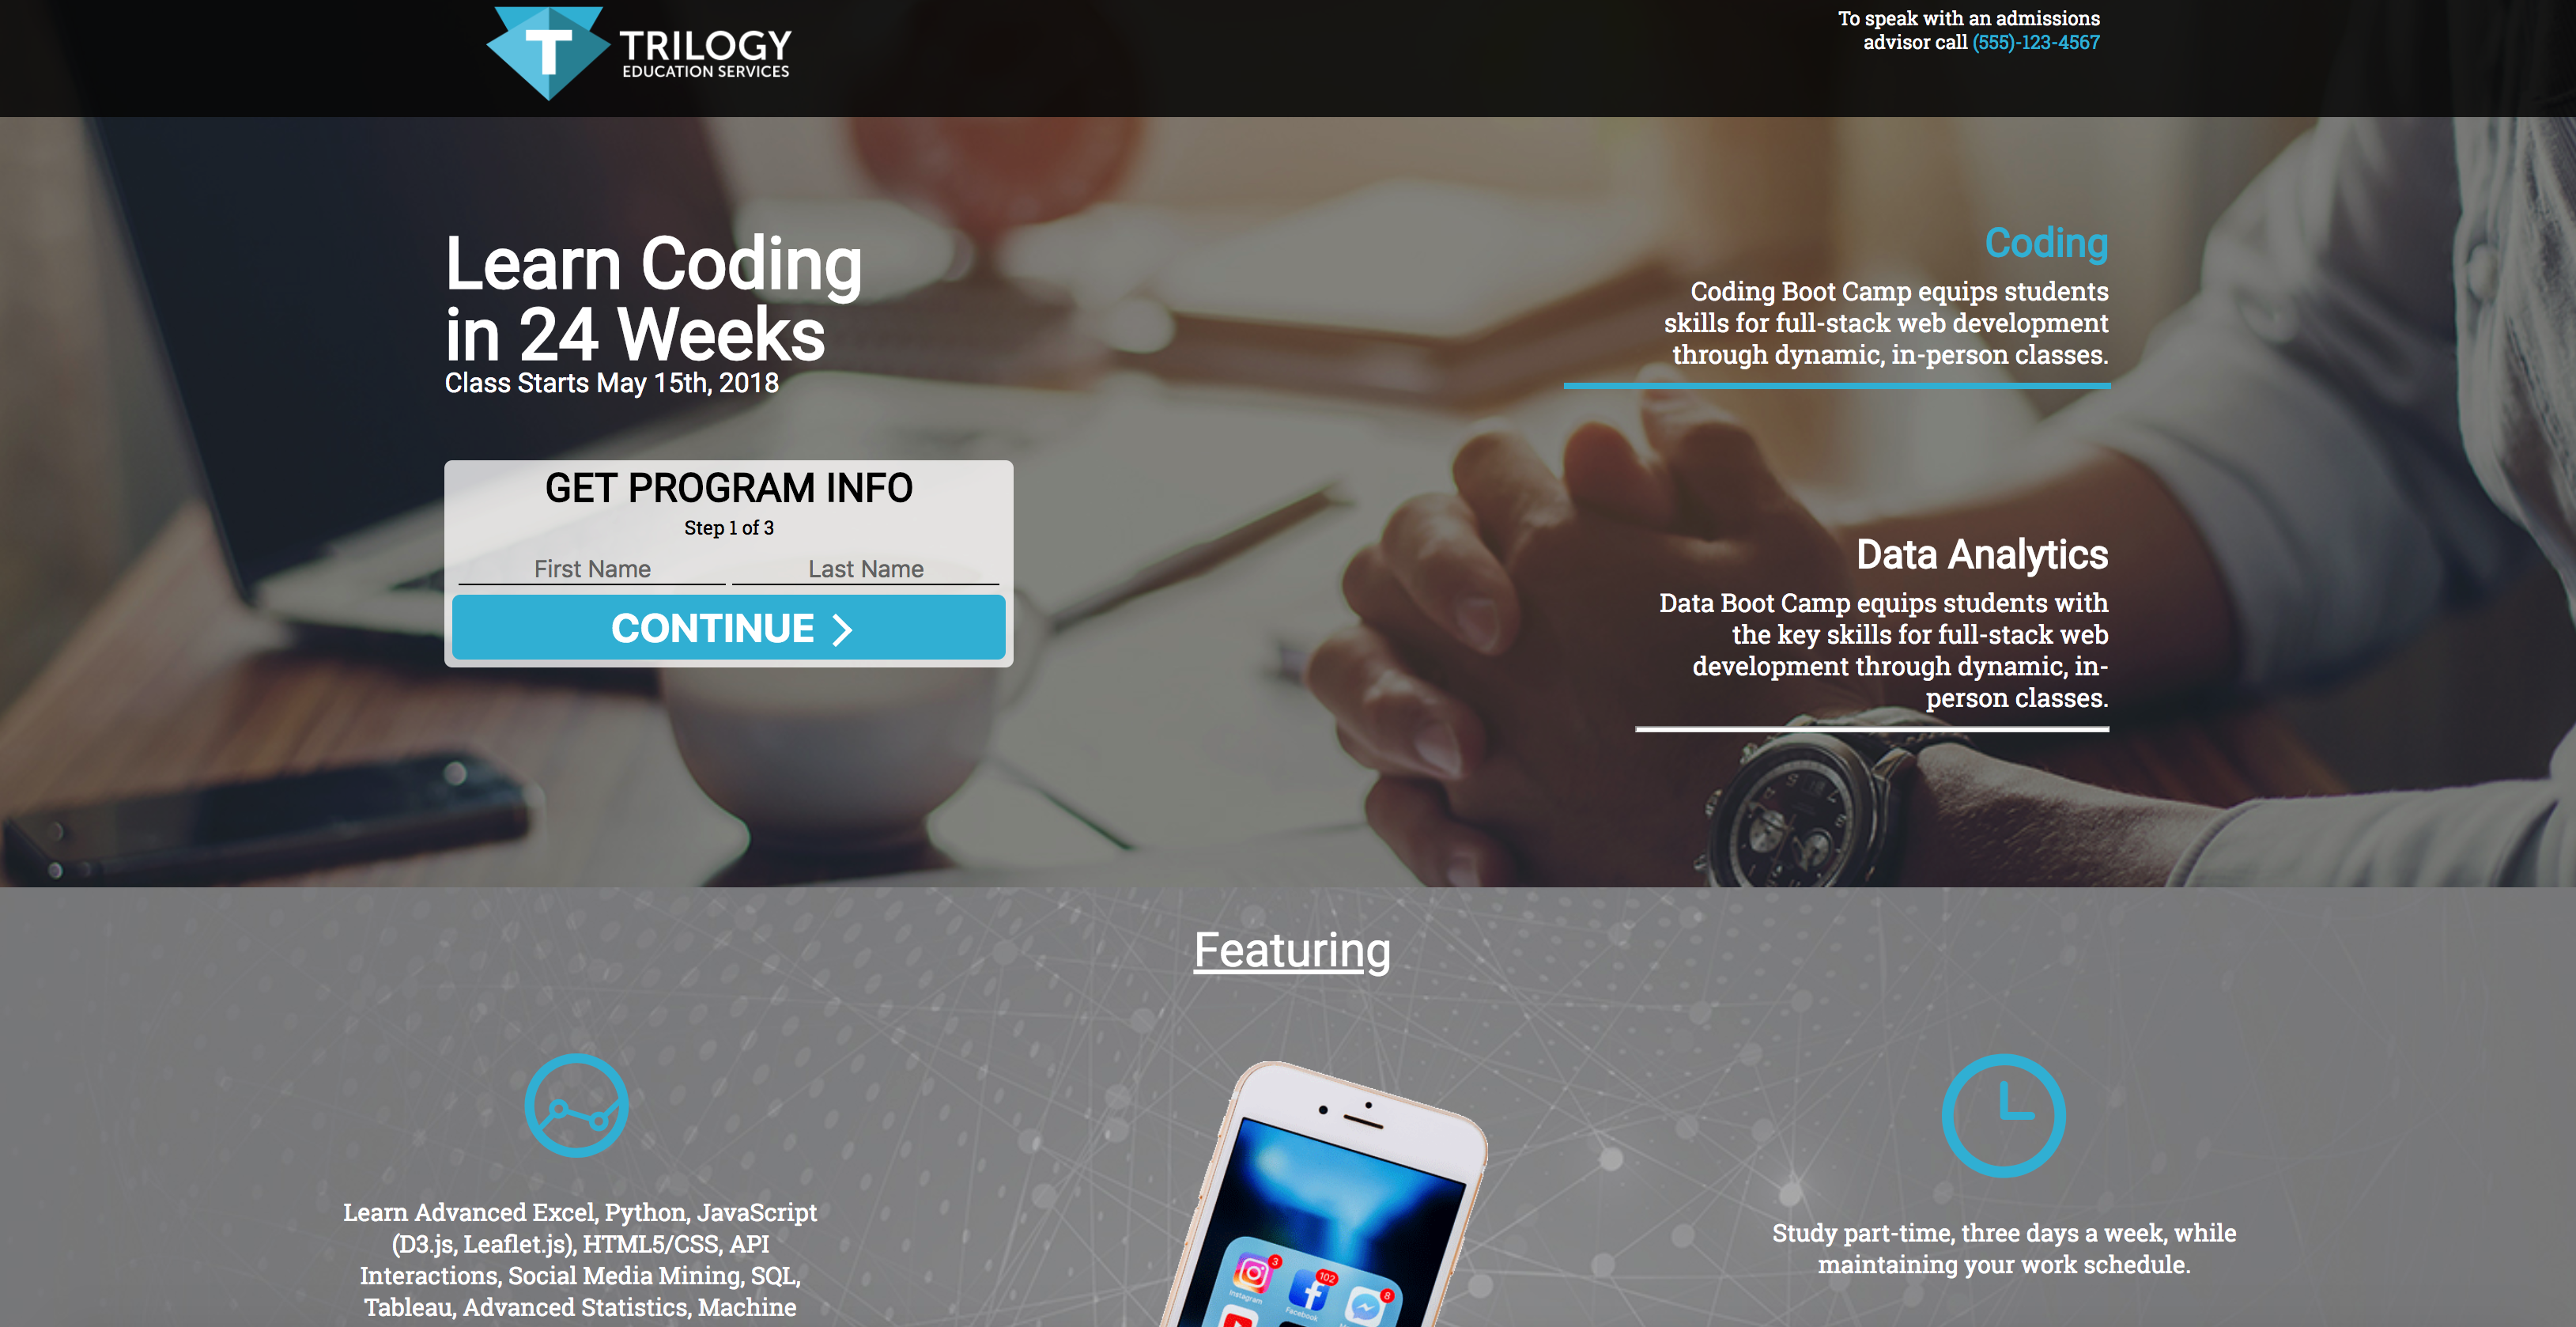 T
TRILOGY
EDUCATION SERVICES
To speak with an admissions
advisor call (555)-123-4567
Learn Coding
in 24 Weeks
Class Starts May 15th, 2018
GET PROGRAM INFO
Step 1 of 3
First Name
Last Name
CONTINUE
Coding
Coding Boot Camp equips students
skills for full-stack web development
through dynamic, in-person classes.
Data Analytics
Data Boot Camp equips students with
the key skills for full-stack web
development through dynamic, in-
person classes.
Featuring
Learn Advanced Excel, Python, JavaScript
(D3.js, Leaflet.js), HTML5/CSS, API
Interactions, Social Media Mining, SQL,
Tableau, Advanced Statistics, Machine
3
102
8
Instagram
Facebook
Study part-time, three days a week, while
maintaining your work schedule.